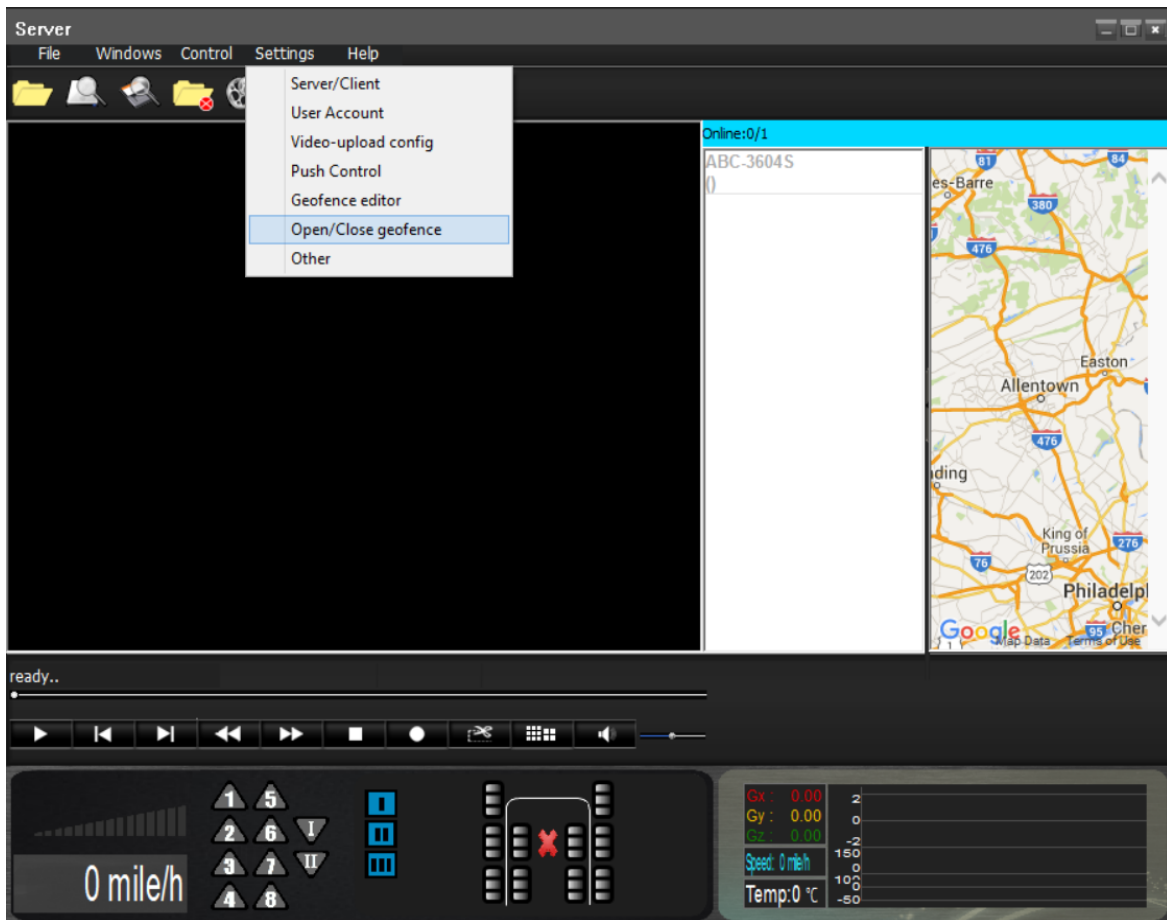 Server
File Windows Control Settings Help
Server/Client
User Account
Video-upload config
Push Control
Geofence editor
Open/Close geofence
Other
Online:0/1
ABC-3604S
()
81
84
es-Barre
380
476
Easton
Allentown
476
ding
King of
Prussia
276
76
202
Philadelp
95
Cher
Google
Map Data
Terms of Use
ready..
1 5
2 6 I
3 7 II
4 8
I
II
III
0 mile/h
Gx : 0.00
Gy : 0.00
Gz : 0.00
Speed: 0 mile/h
Temp:0 °C
2
0
-2
150
0
100
0
-50